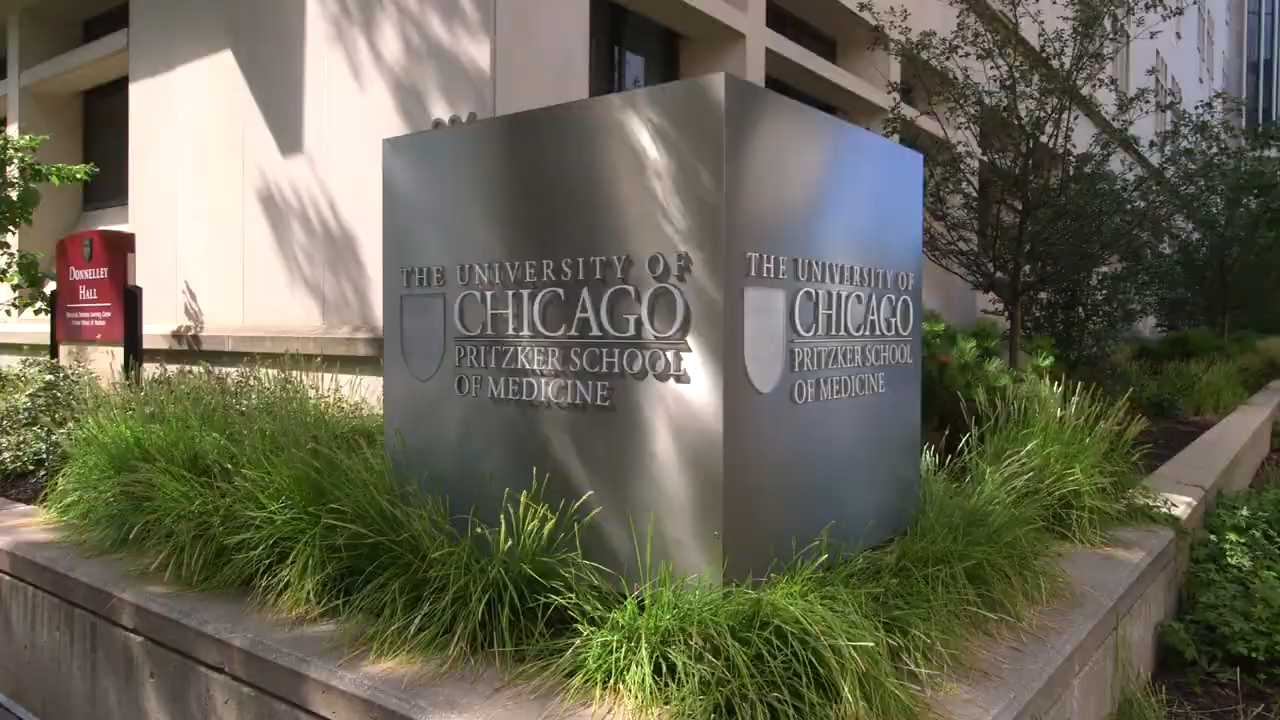 DONNELLEY
HALL
THE UNIVERSITY OF
CHICAGO
PRITZKER SCHOOL
OF MEDICINE
THE UNIVERSITY OF
CHICAGO
PRITZKER SCHOOL
OF MEDICINE